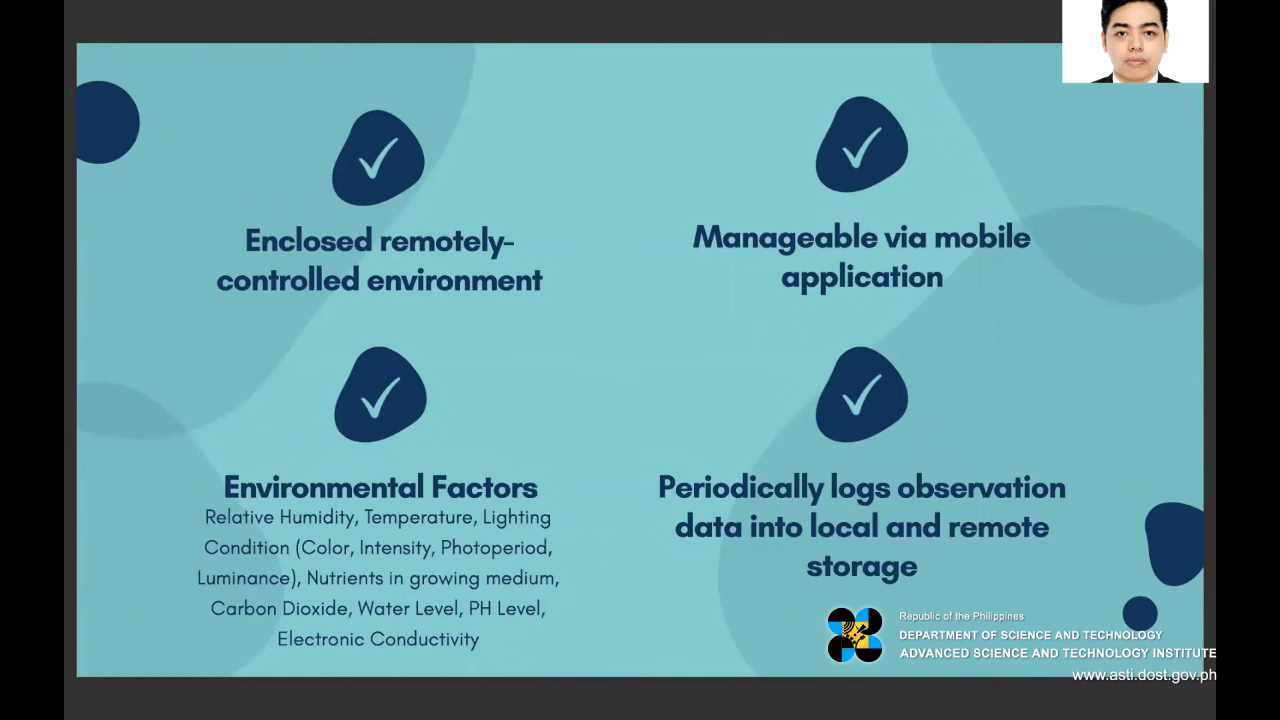 Enclosed remotely-
controlled environment
Manageable via mobile
application
Environmental Factors
Relative Humidity, Temperature, Lighting
Condition (Color, Intensity, Photoperiod,
Luminance), Nutrients in growing medium,
Carbon Dioxide, Water Level, PH Level,
Electronic Conductivity
Periodically logs observation
data into local and remote
storage
Republic of the Philippines
DEPARTMENT OF SCIENCE AND TECHNOLOGY
ADVANCED SCIENCE AND TECHNOLOGY INSTITUTE
www.asti.dost.gov.ph